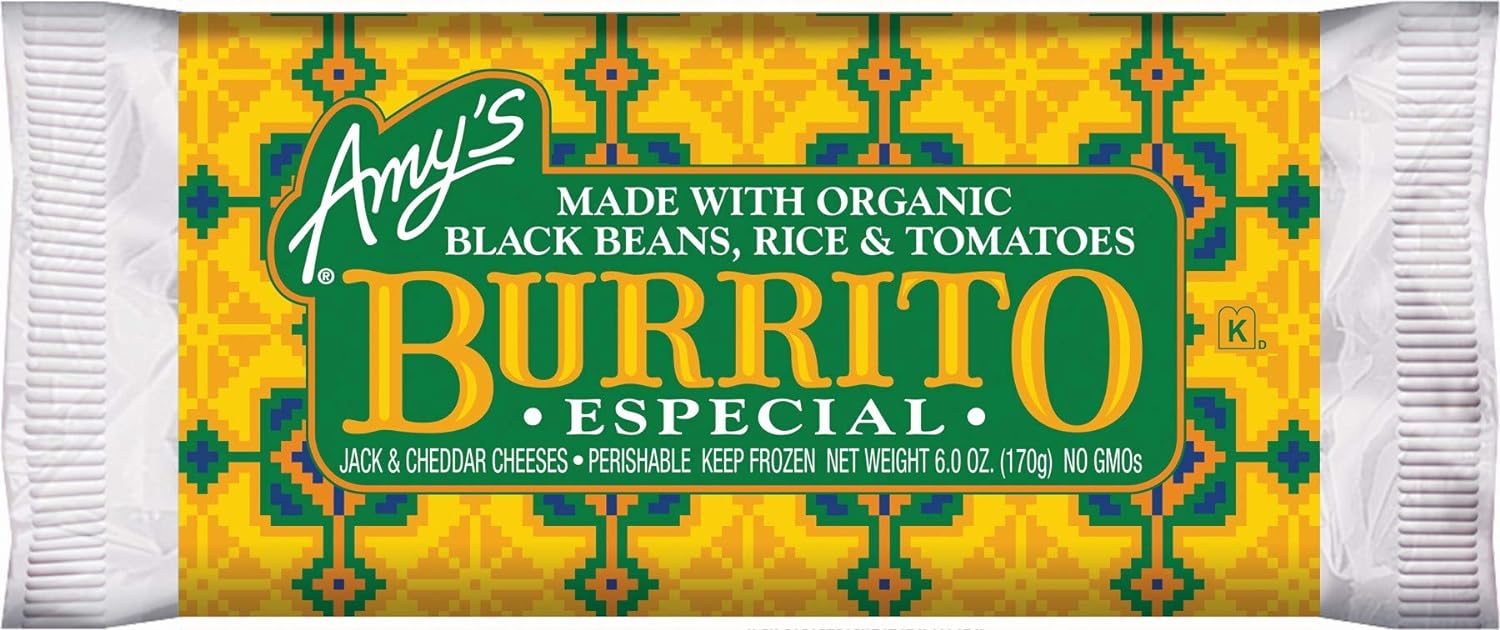 Amy's
®
MADE WITH ORGANIC
BLACK BEANS, RICE & TOMATOES
BURRITO
• ESPECIAL •
JACK & CHEDDAR CHEESES • PERISHABLE KEEP FROZEN NET WEIGHT 6.0 OZ. (170g) NO GMOs
K
D